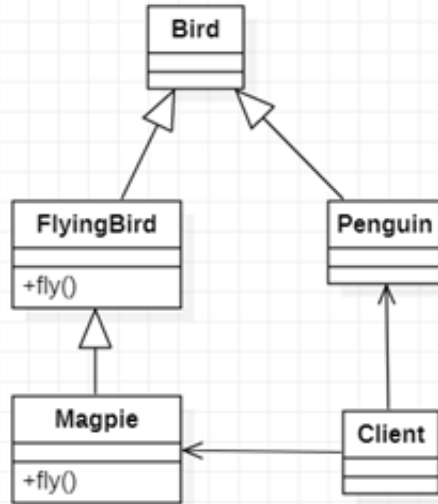 Bird
FlyingBird
+fly()
Penguin
Magpie
+fly()
Client